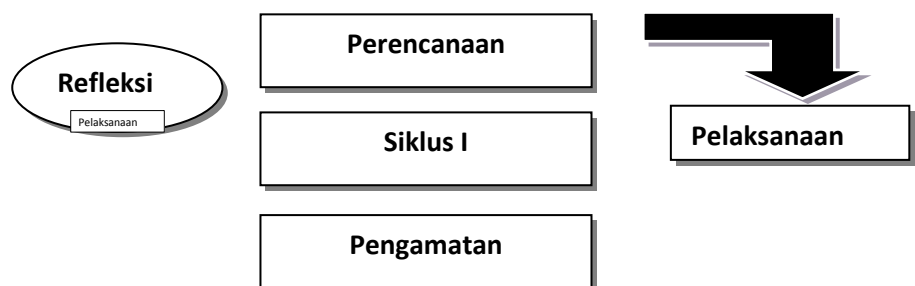 Perencanaan
Refleksi
Pelaksanaan
Siklus I
Pelaksanaan
Pengamatan